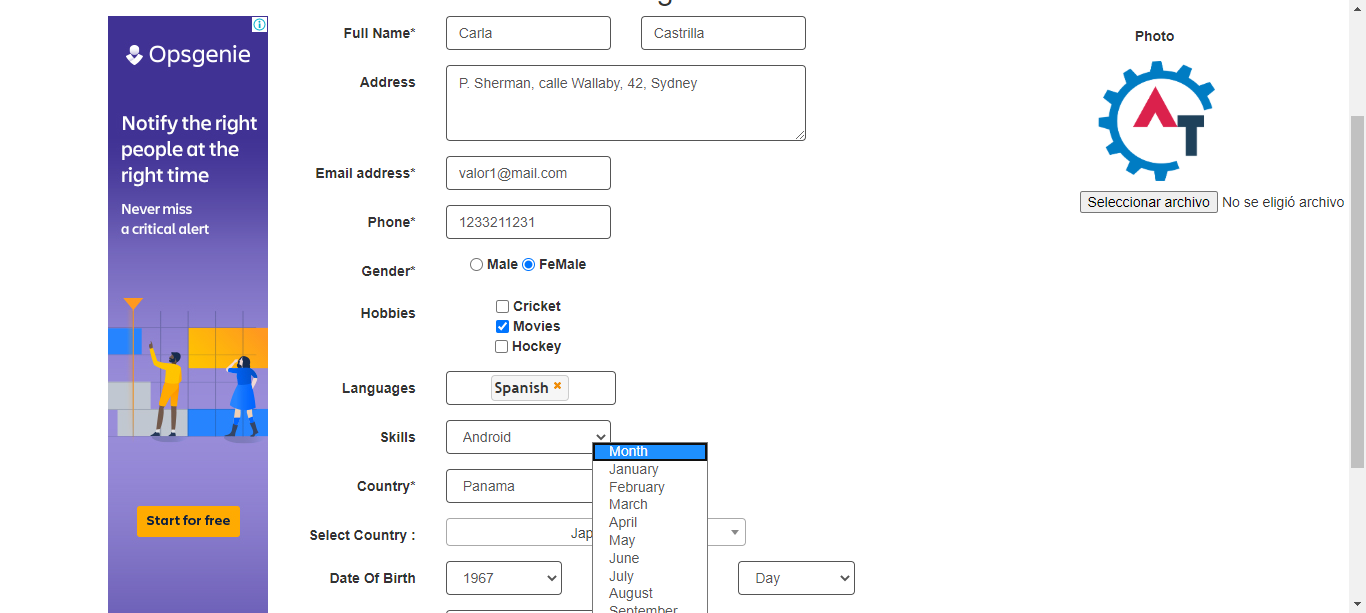 Opsgenie
Notify the right
people at the
right time
Never miss
a critical alert
Start for free
Full Name*
Carla
Castrilla
Address
P. Sherman, calle Wallaby, 42, Sydney
Email address*
valor1@mail.com
Phone*
1233211231
Gender*
Male FeMale
Hobbies
Cricket
Movies
Hockey
Languages
Spanish
Skills
Android
Country*
Panama
Select Country :
Jap
Date Of Birth
1967
Month
January
February
March
April
May
June
July
August
September
Day
Photo
AT
Seleccionar archivo No se eligió archivo